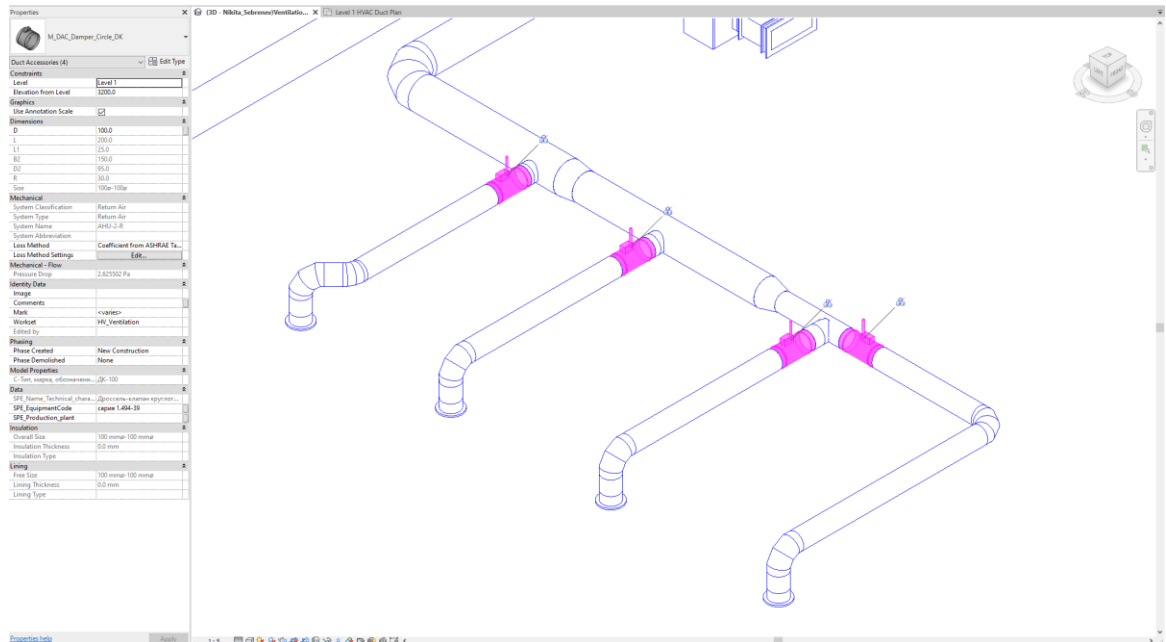 Properties
(3D - Nikita_Sebrenev)Ventilatio...
Level 1 HVAC Duct Plan
M_DAC_Damper_Circle_DK
Duct Accessories (4)
Edit Type
Constraints
Level Level 1
Elevation from Level 3200.0
Graphics
Use Annotation Scale
Dimensions
D 100.0
L 200.0
L1 25.0
B2 150.0
D2 95.0
R 30.0
Size 100ø-100ø
Mechanical
System Classification Return Air
System Type Return Air
System Name AHU-2-R
System Abbreviation
Loss Method Coefficient from ASHRAE Ta...
Loss Method Settings Edit...
Mechanical - Flow
Pressure Drop 2.825502 Pa
Identity Data
Image
Comments
Mark <varies>
Workset HV_Ventilation
Edited by
Phasing
Phase Created New Construction
Phase Demolished None
Model Properties
С-Тип, марка, обозначени... ДК-100
Data
SPE_Name_Technical_chara... Дроссель-клапан круглог...
SPE_EquipmentCode серия 1.494-39
SPE_Production_plant
Insulation
Overall Size 100 mmø-100 mmø
Insulation Thickness 0.0 mm
Insulation Type
Lining
Free Size 100 mmø-100 mmø
Lining Thickness 0.0 mm
Lining Type
Properties help
Apply